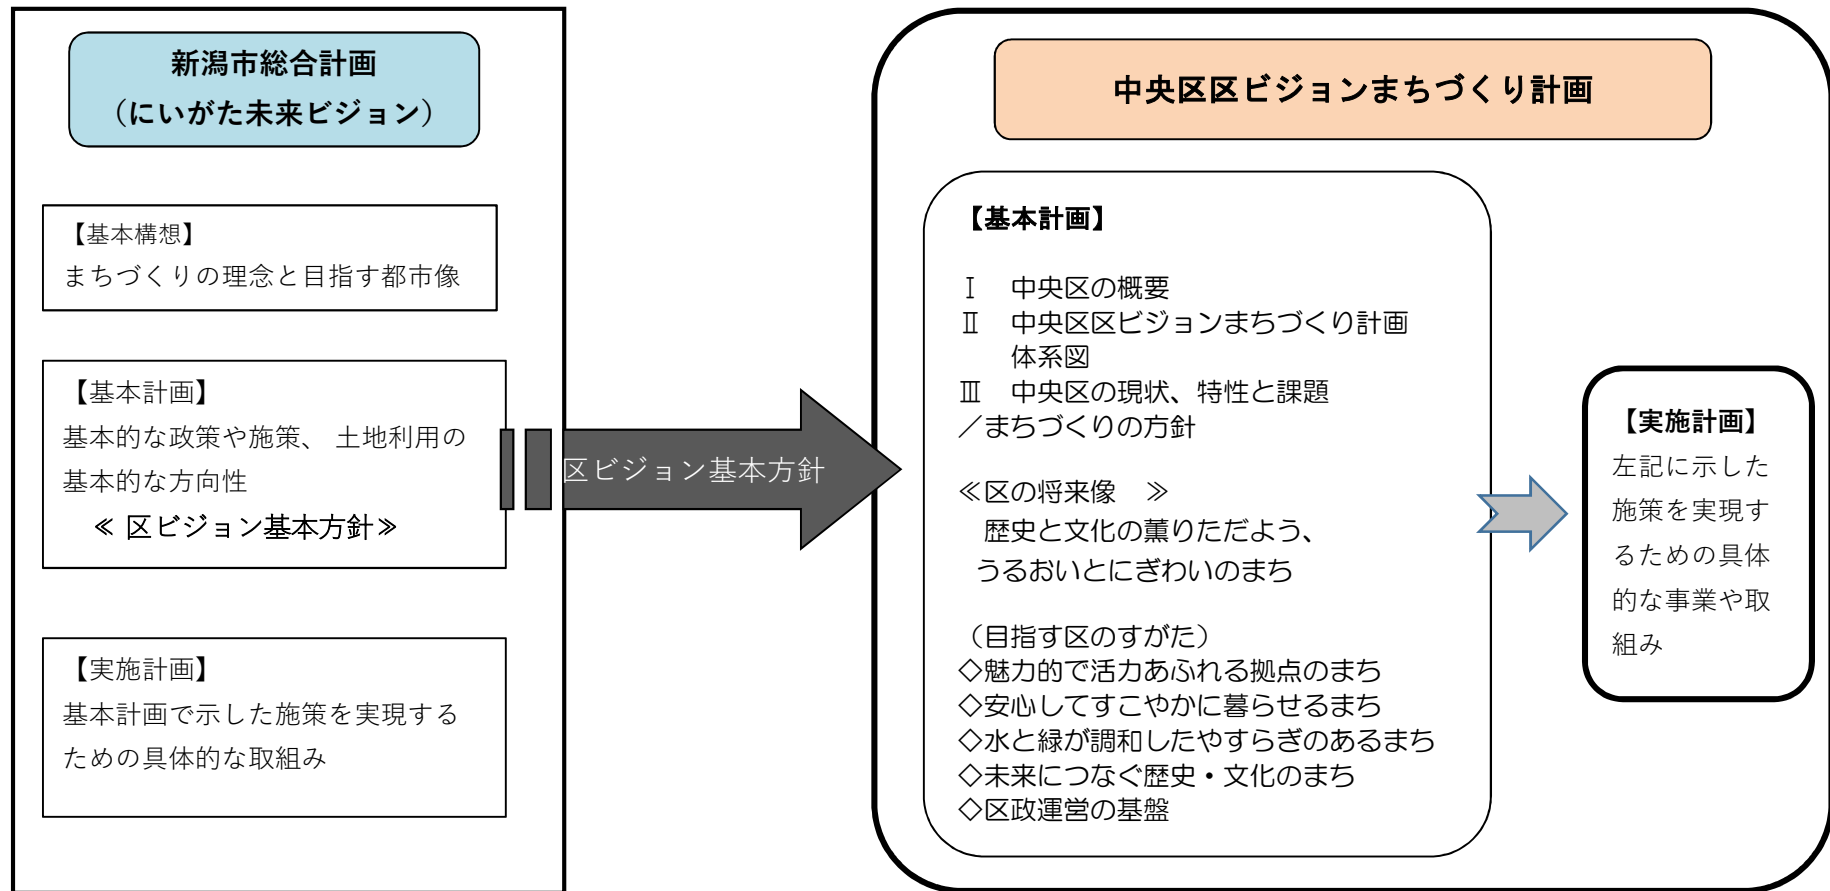 新潟市総合計画
（にいがた未来ビジョン）
【基本構想】
まちづくりの理念と目指す都市像
【基本計画】
基本的な政策や施策、 土地利用の
基本的な方向性
≪ 区ビジョン基本方針≫
【実施計画】
基本計画で示した施策を実現する
ための具体的な取組み
区ビジョン基本方針
中央区区ビジョンまちづくり計画
【基本計画】
Ⅰ　中央区の概要
Ⅱ　中央区区ビジョンまちづくり計画
体系図
Ⅲ　中央区の現状、特性と課題
／まちづくりの方針
≪区の将来像　≫
歴史と文化の薫りただよう、
うるおいとにぎわいのまち
（目指す区のすがた）
◇魅力的で活力あふれる拠点のまち
◇安心してすこやかに暮らせるまち
◇水と緑が調和したやすらぎのあるまち
◇未来につなぐ歴史・文化のまち
◇区政運営の基盤
【実施計画】
左記に示した
施策を実現す
るための具体
的な事業や取
組み